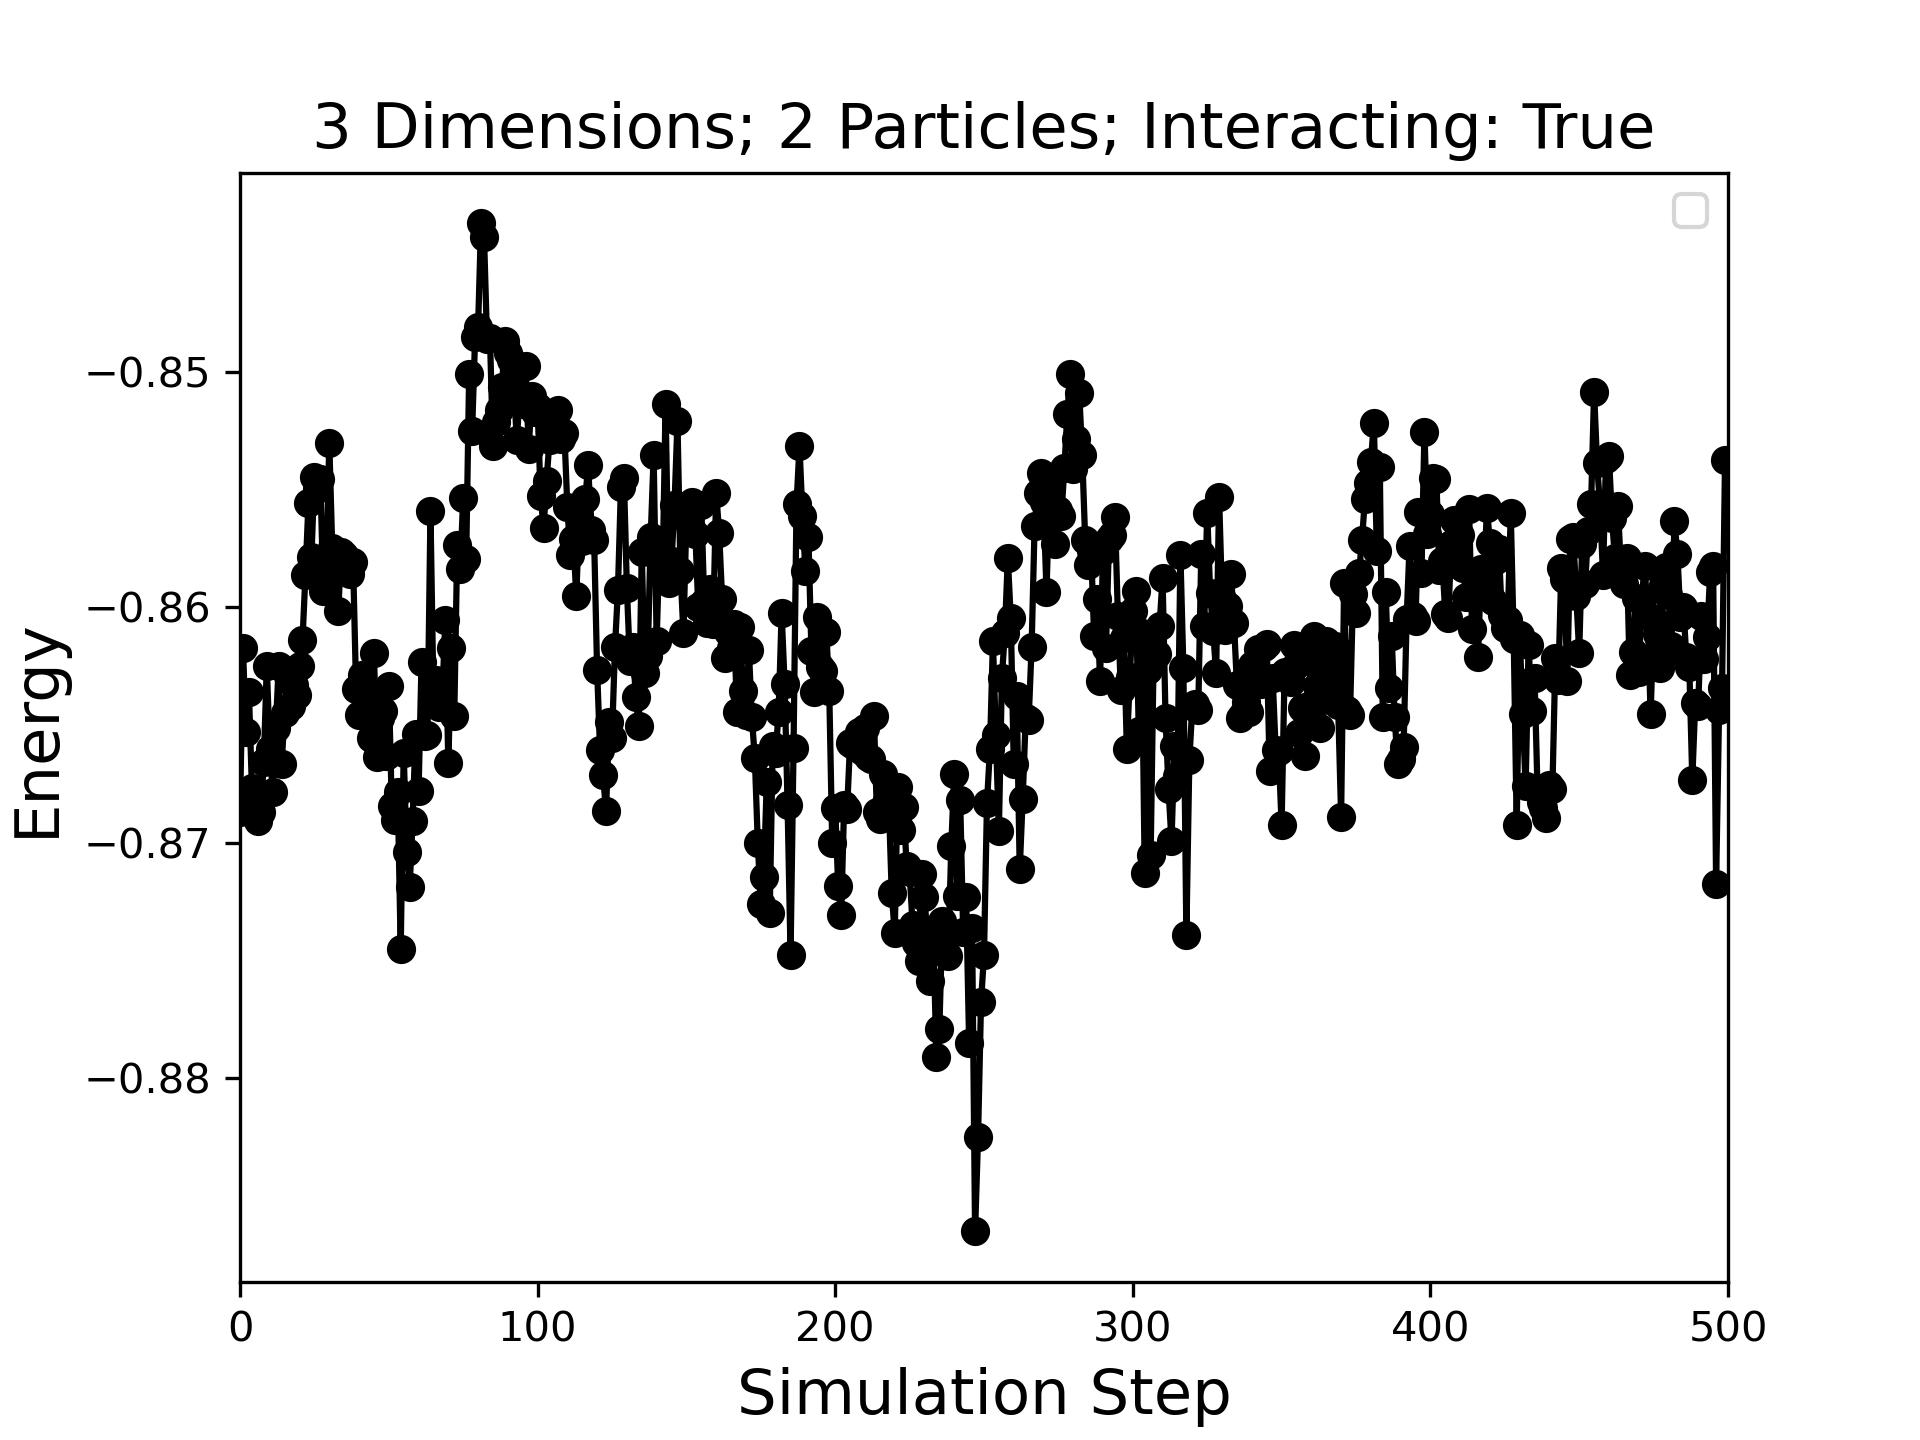 3 Dimensions; 2 Particles; Interacting: True
Energy
−0.85
−0.86
−0.87
−0.88
0 100 200 300 400 500
Simulation Step